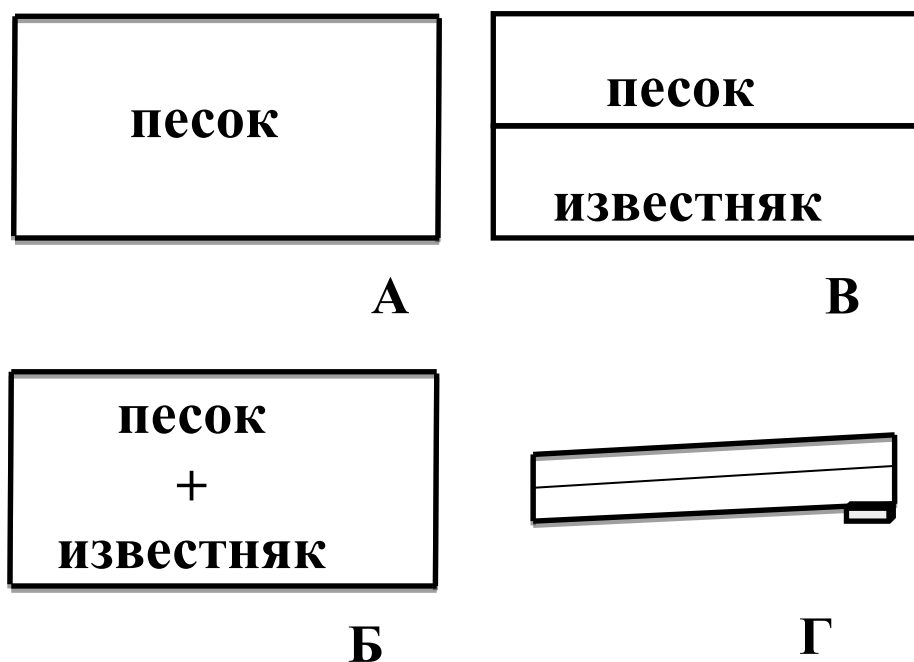 песок
А
песок
известняк
В
песок
+
известняк
Б
Г